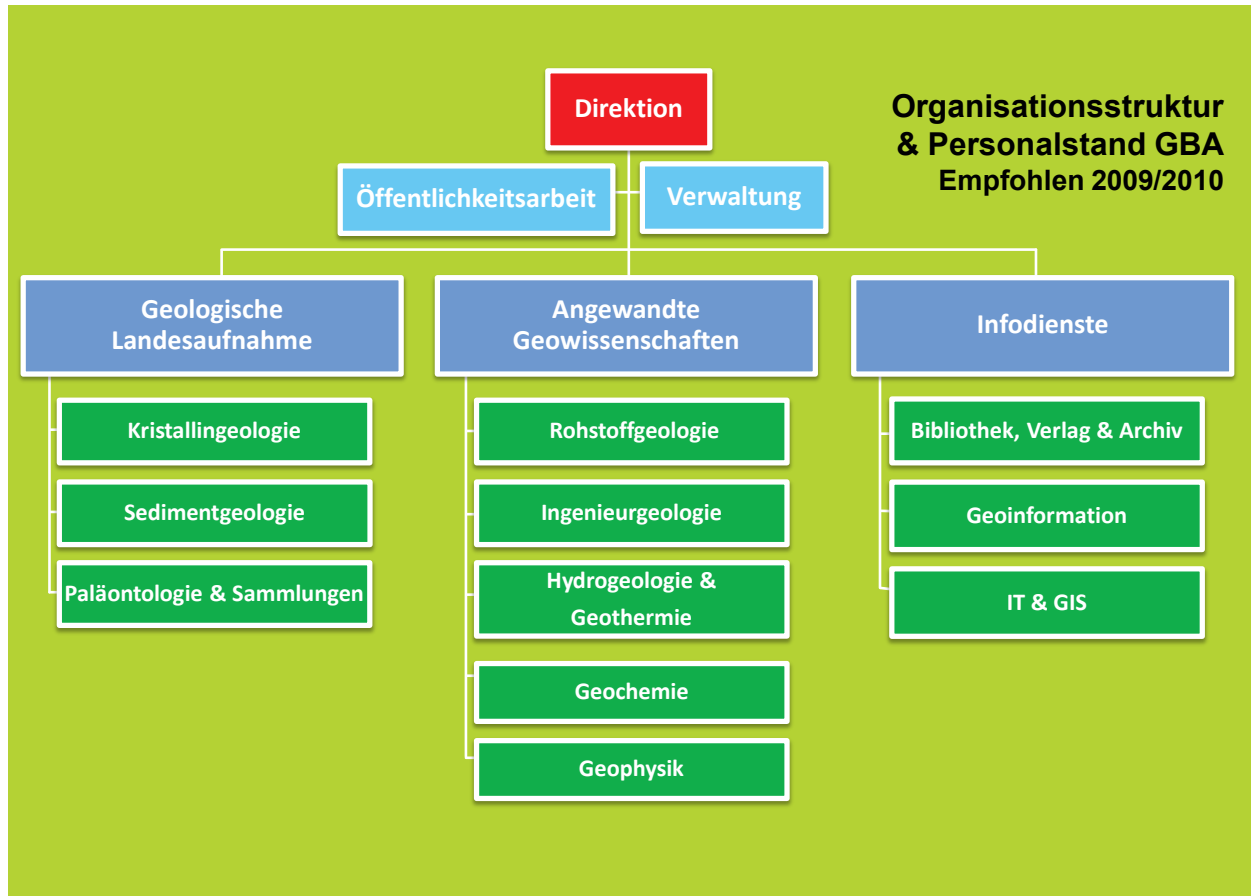 Direktion
Organisationsstruktur
& Personalstand GBA
Empfohlen 2009/2010
Öffentlichkeitsarbeit
Verwaltung
Geologische
Landesaufnahme
Kristallingeologie
Sedimentgeologie
Paläontologie & Sammlungen
Angewandte
Geowissenschaften
Rohstoffgeologie
Ingenieurgeologie
Hydrogeologie &
Geothermie
Geochemie
Geophysik
Infodienste
Bibliothek, Verlag & Archiv
Geoinformation
IT & GIS